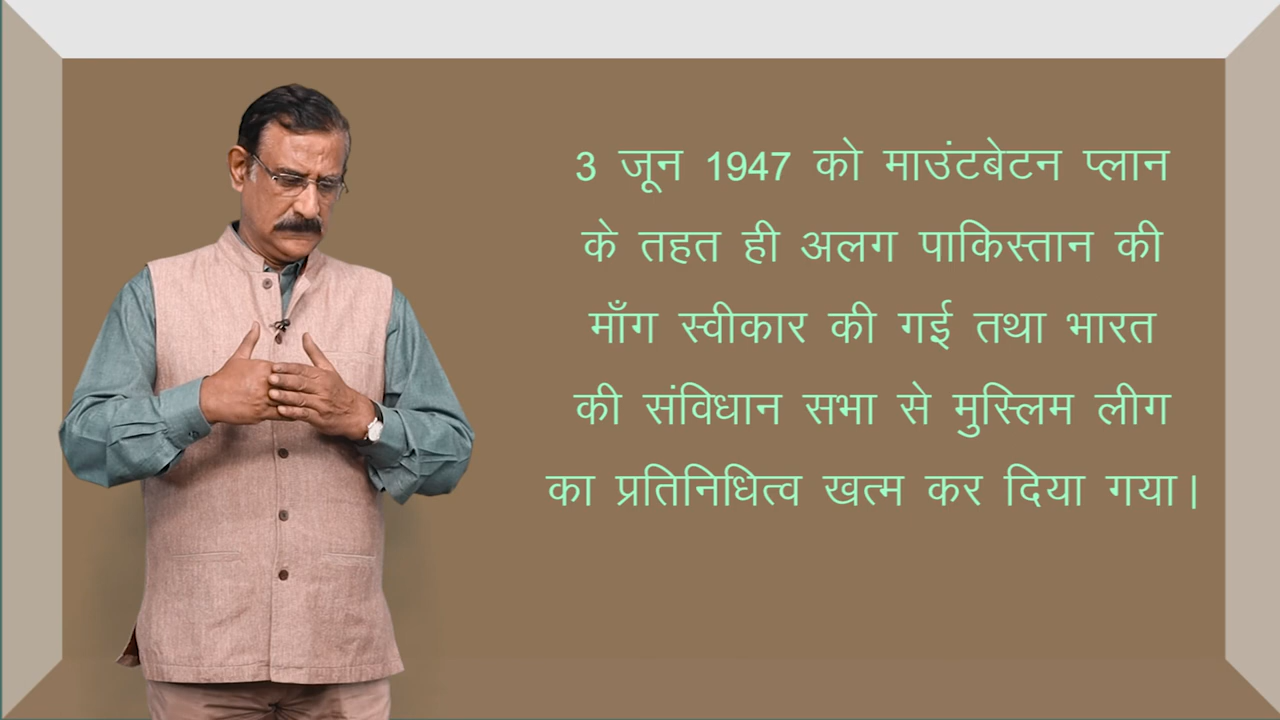 3 जून 1947 को माउंटबेटन प्लान
के तहत ही अलग पाकिस्तान की
माँग स्वीकार की गई तथा भारत
की संविधान सभा से मुस्लिम लीग
का प्रतिनिधित्व खत्म कर दिया गया।